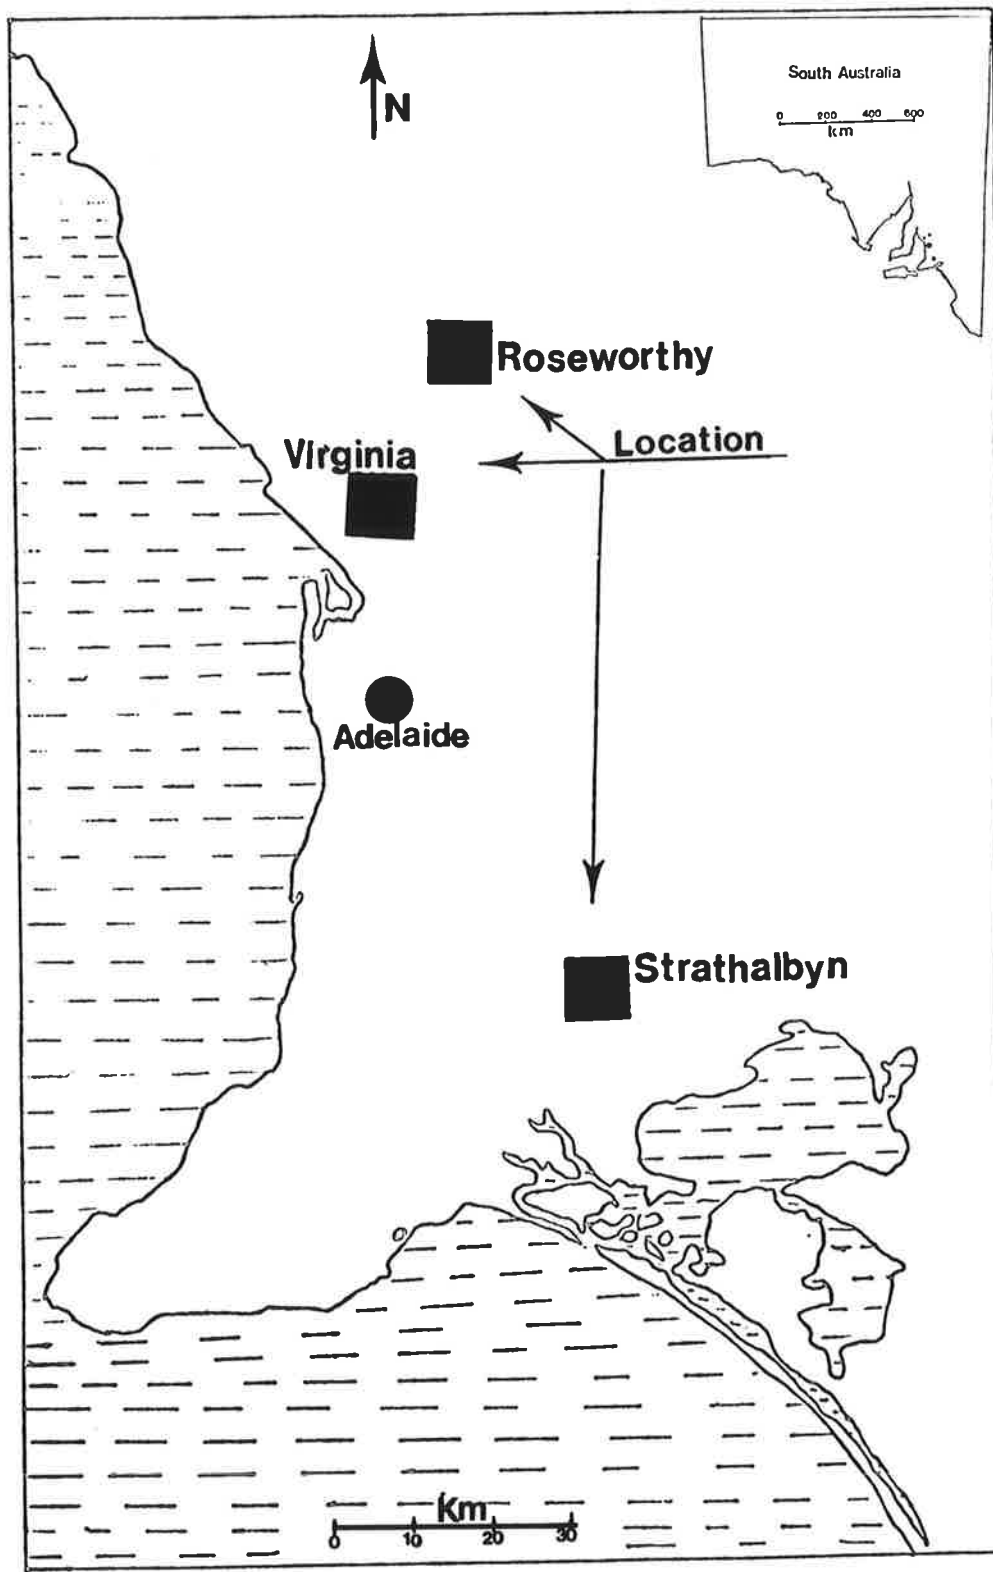 N
South Australia
0 200 400 600
km
Roseworthy
Location
Virginia
Adelaide
Strathalbyn
Km
0 10 20 30